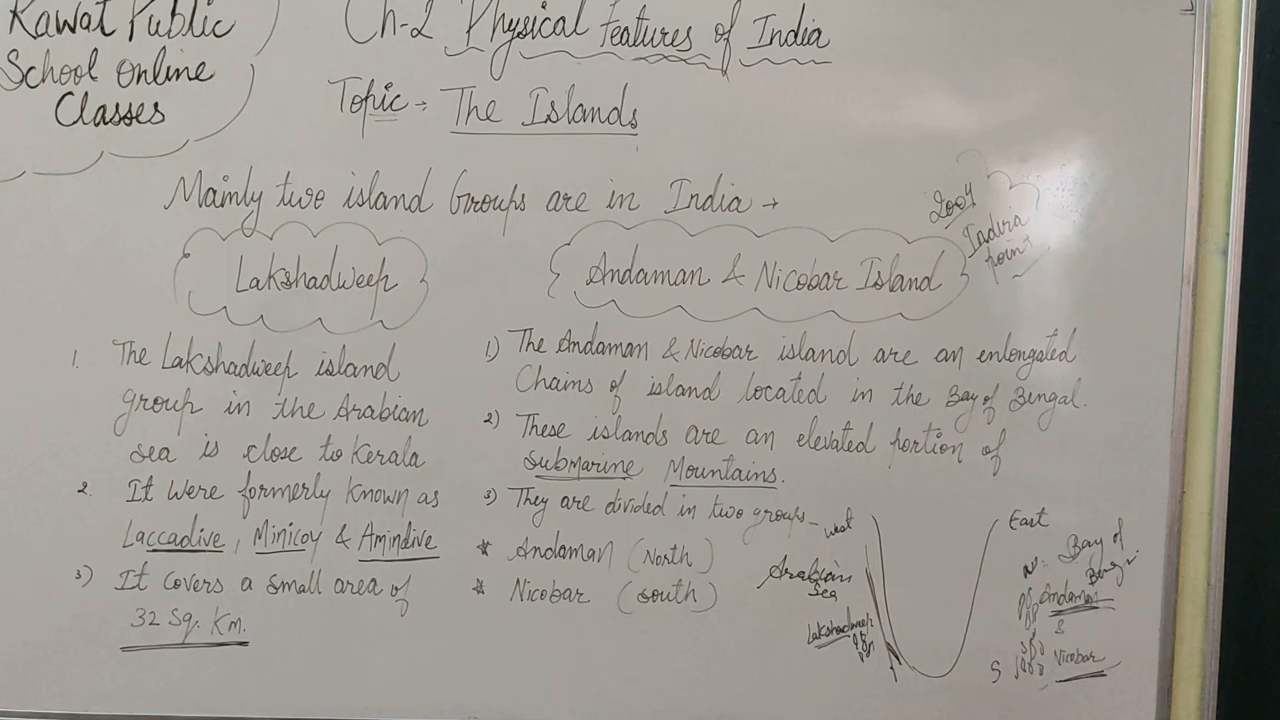 Rawat Public
School Online
Classes
Ch-2 Physical Features of India
Topic → The Islands
Mainly two island Groups are in India →
2004
Indira
point
Lakshadweep
1. The Lakshadweep island
group in the Arabian
sea is close to Kerala
2. It were formerly known as
Laccadive, Minicoy & Amindive
3) It covers a small area of
32 Sq. Km.
Andaman & Nicobar Island
1) The Andaman & Nicobar island are an enlongated
Chains of island located in the Bay of Bengal.
2) These islands are an elevated portion of
submarine Mountains.
3) They are divided in two groups-
* Andaman (North)
* Nicobar (south)
west
Arabian
Sea
Lakshadweep
East
Bay of
Bengal
Andaman
S
Nicobar
S